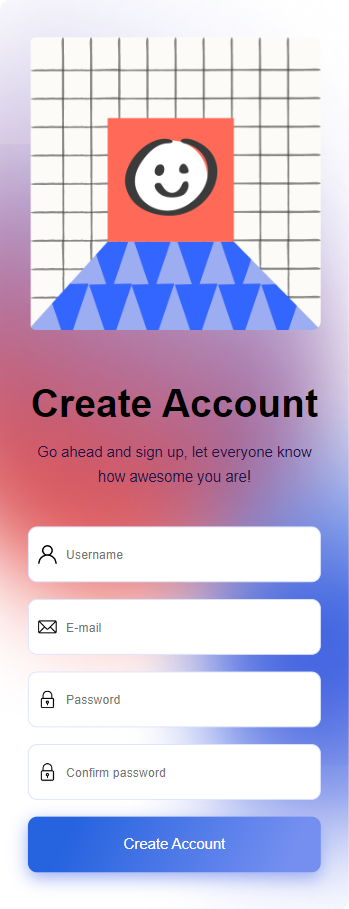 Create Account
Go ahead and sign up, let everyone know
how awesome you are!
Username
E-mail
Password
Confirm password
Create Account